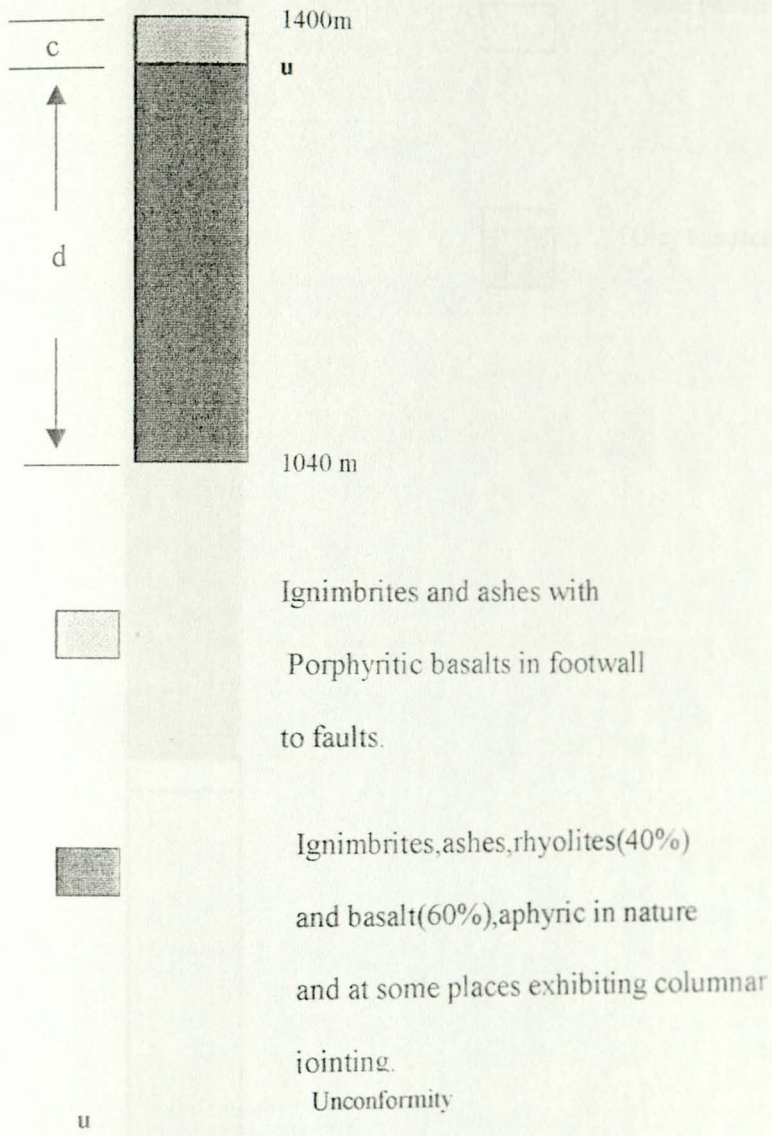 1400m
c
u
d
1040 m
Ignimbrites and ashes with
Porphyritic basalts in footwall
to faults.
Ignimbrites,ashes,rhyolites(40%)
and basalt(60%),aphyric in nature
and at some places exhibiting columnar
jointing.
Unconformity
u